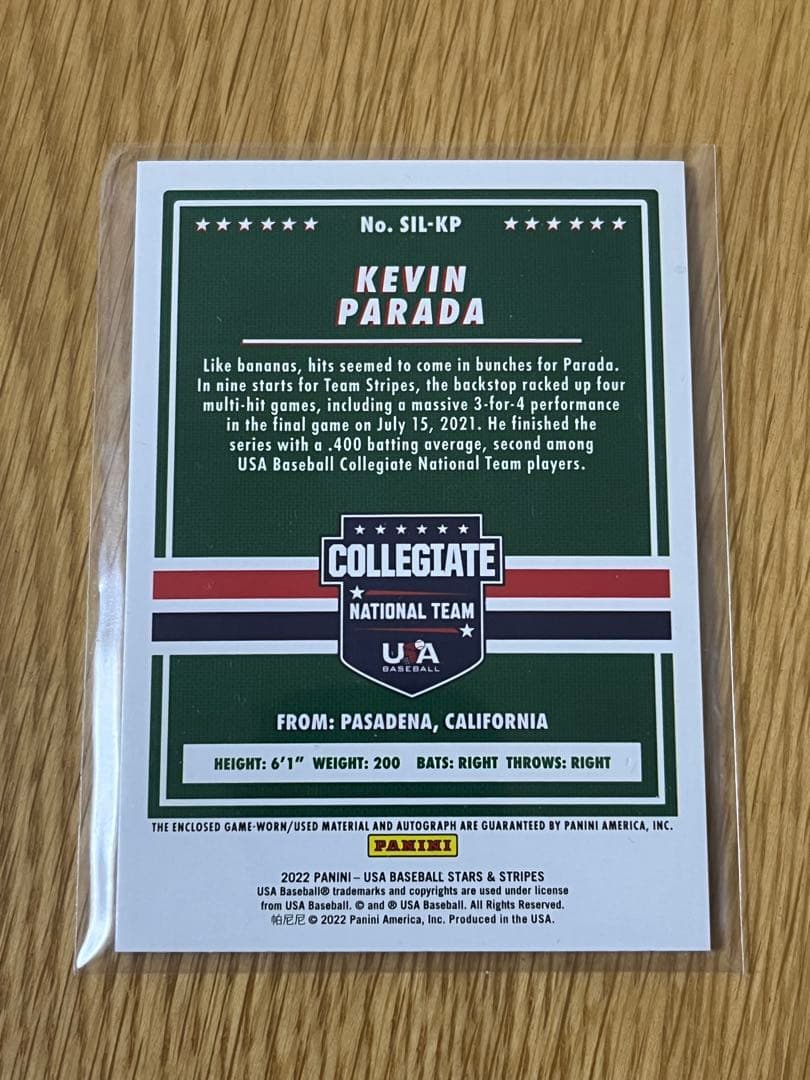 No. SIL-KP
KEVIN
PARADA
Like bananas, hits seemed to come in bunches for Parada.
In nine starts for Team Stripes, the backstop racked up four
multi-hit games, including a massive 3-for-4 performance
in the final game on July 15, 2021. He finished the
series with a .400 batting average, second among
USA Baseball Collegiate National Team players.
COLLEGIATE
NATIONAL TEAM
USA
BASEBALL
FROM: PASADENA, CALIFORNIA
HEIGHT: 6'1" WEIGHT: 200 BATS: RIGHT THROWS: RIGHT
THE ENCLOSED GAME-WORN/USED MATERIAL AND AUTOGRAPH ARE GUARANTEED BY PANINI AMERICA, INC.
PANINI
2022 PANINI – USA BASEBALL STARS & STRIPES
USA Baseball® trademarks and copyrights are used under license
from USA Baseball. © and ® USA Baseball. All Rights Reserved.
帕尼尼 © 2022 Panini America, Inc. Produced in the USA.